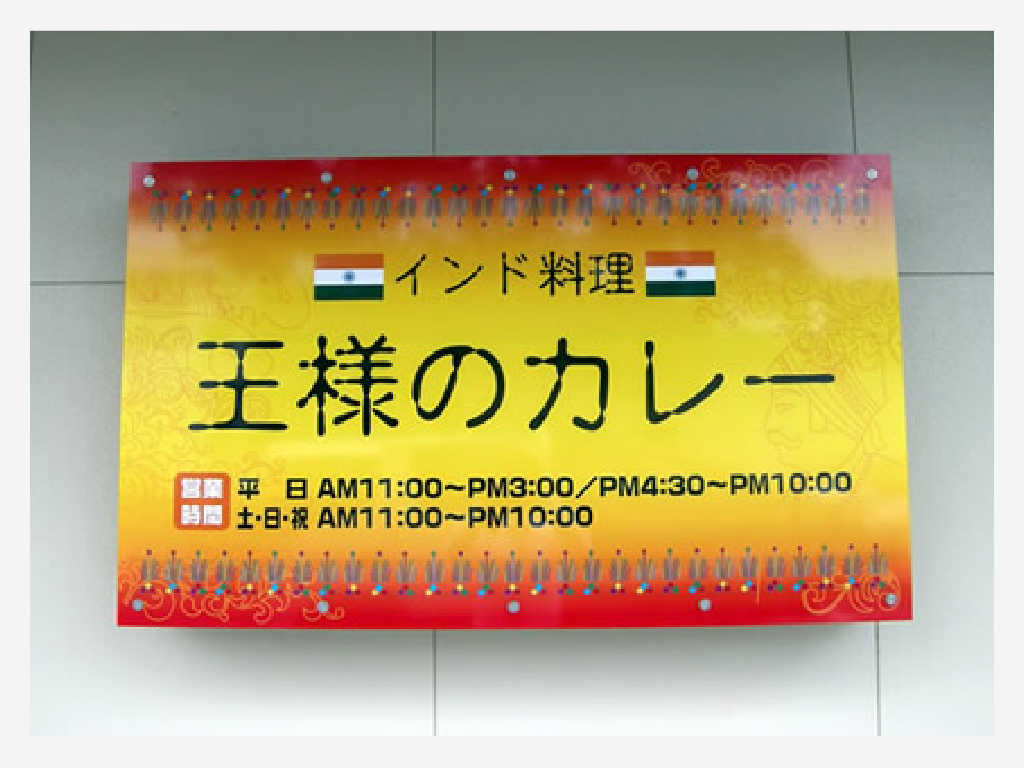 インド料理
王様のカレー
営業時間 平 日 AM11:00～PM3:00／PM4:30～PM10:00
土・日・祝 AM11:00～PM10:00